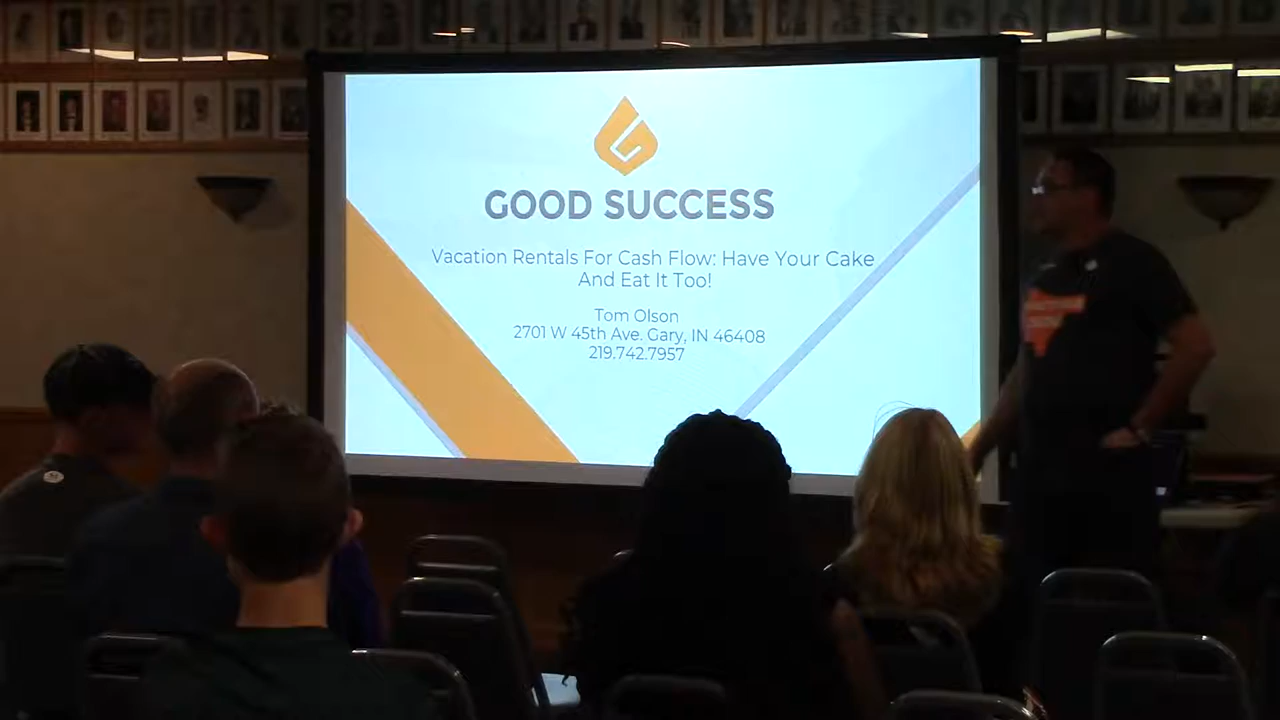 GOOD SUCCESS
Vacation Rentals For Cash Flow: Have Your Cake
And Eat It Too!
Tom Olson
2701 W 45th Ave. Gary, IN 46408
219.742.7957